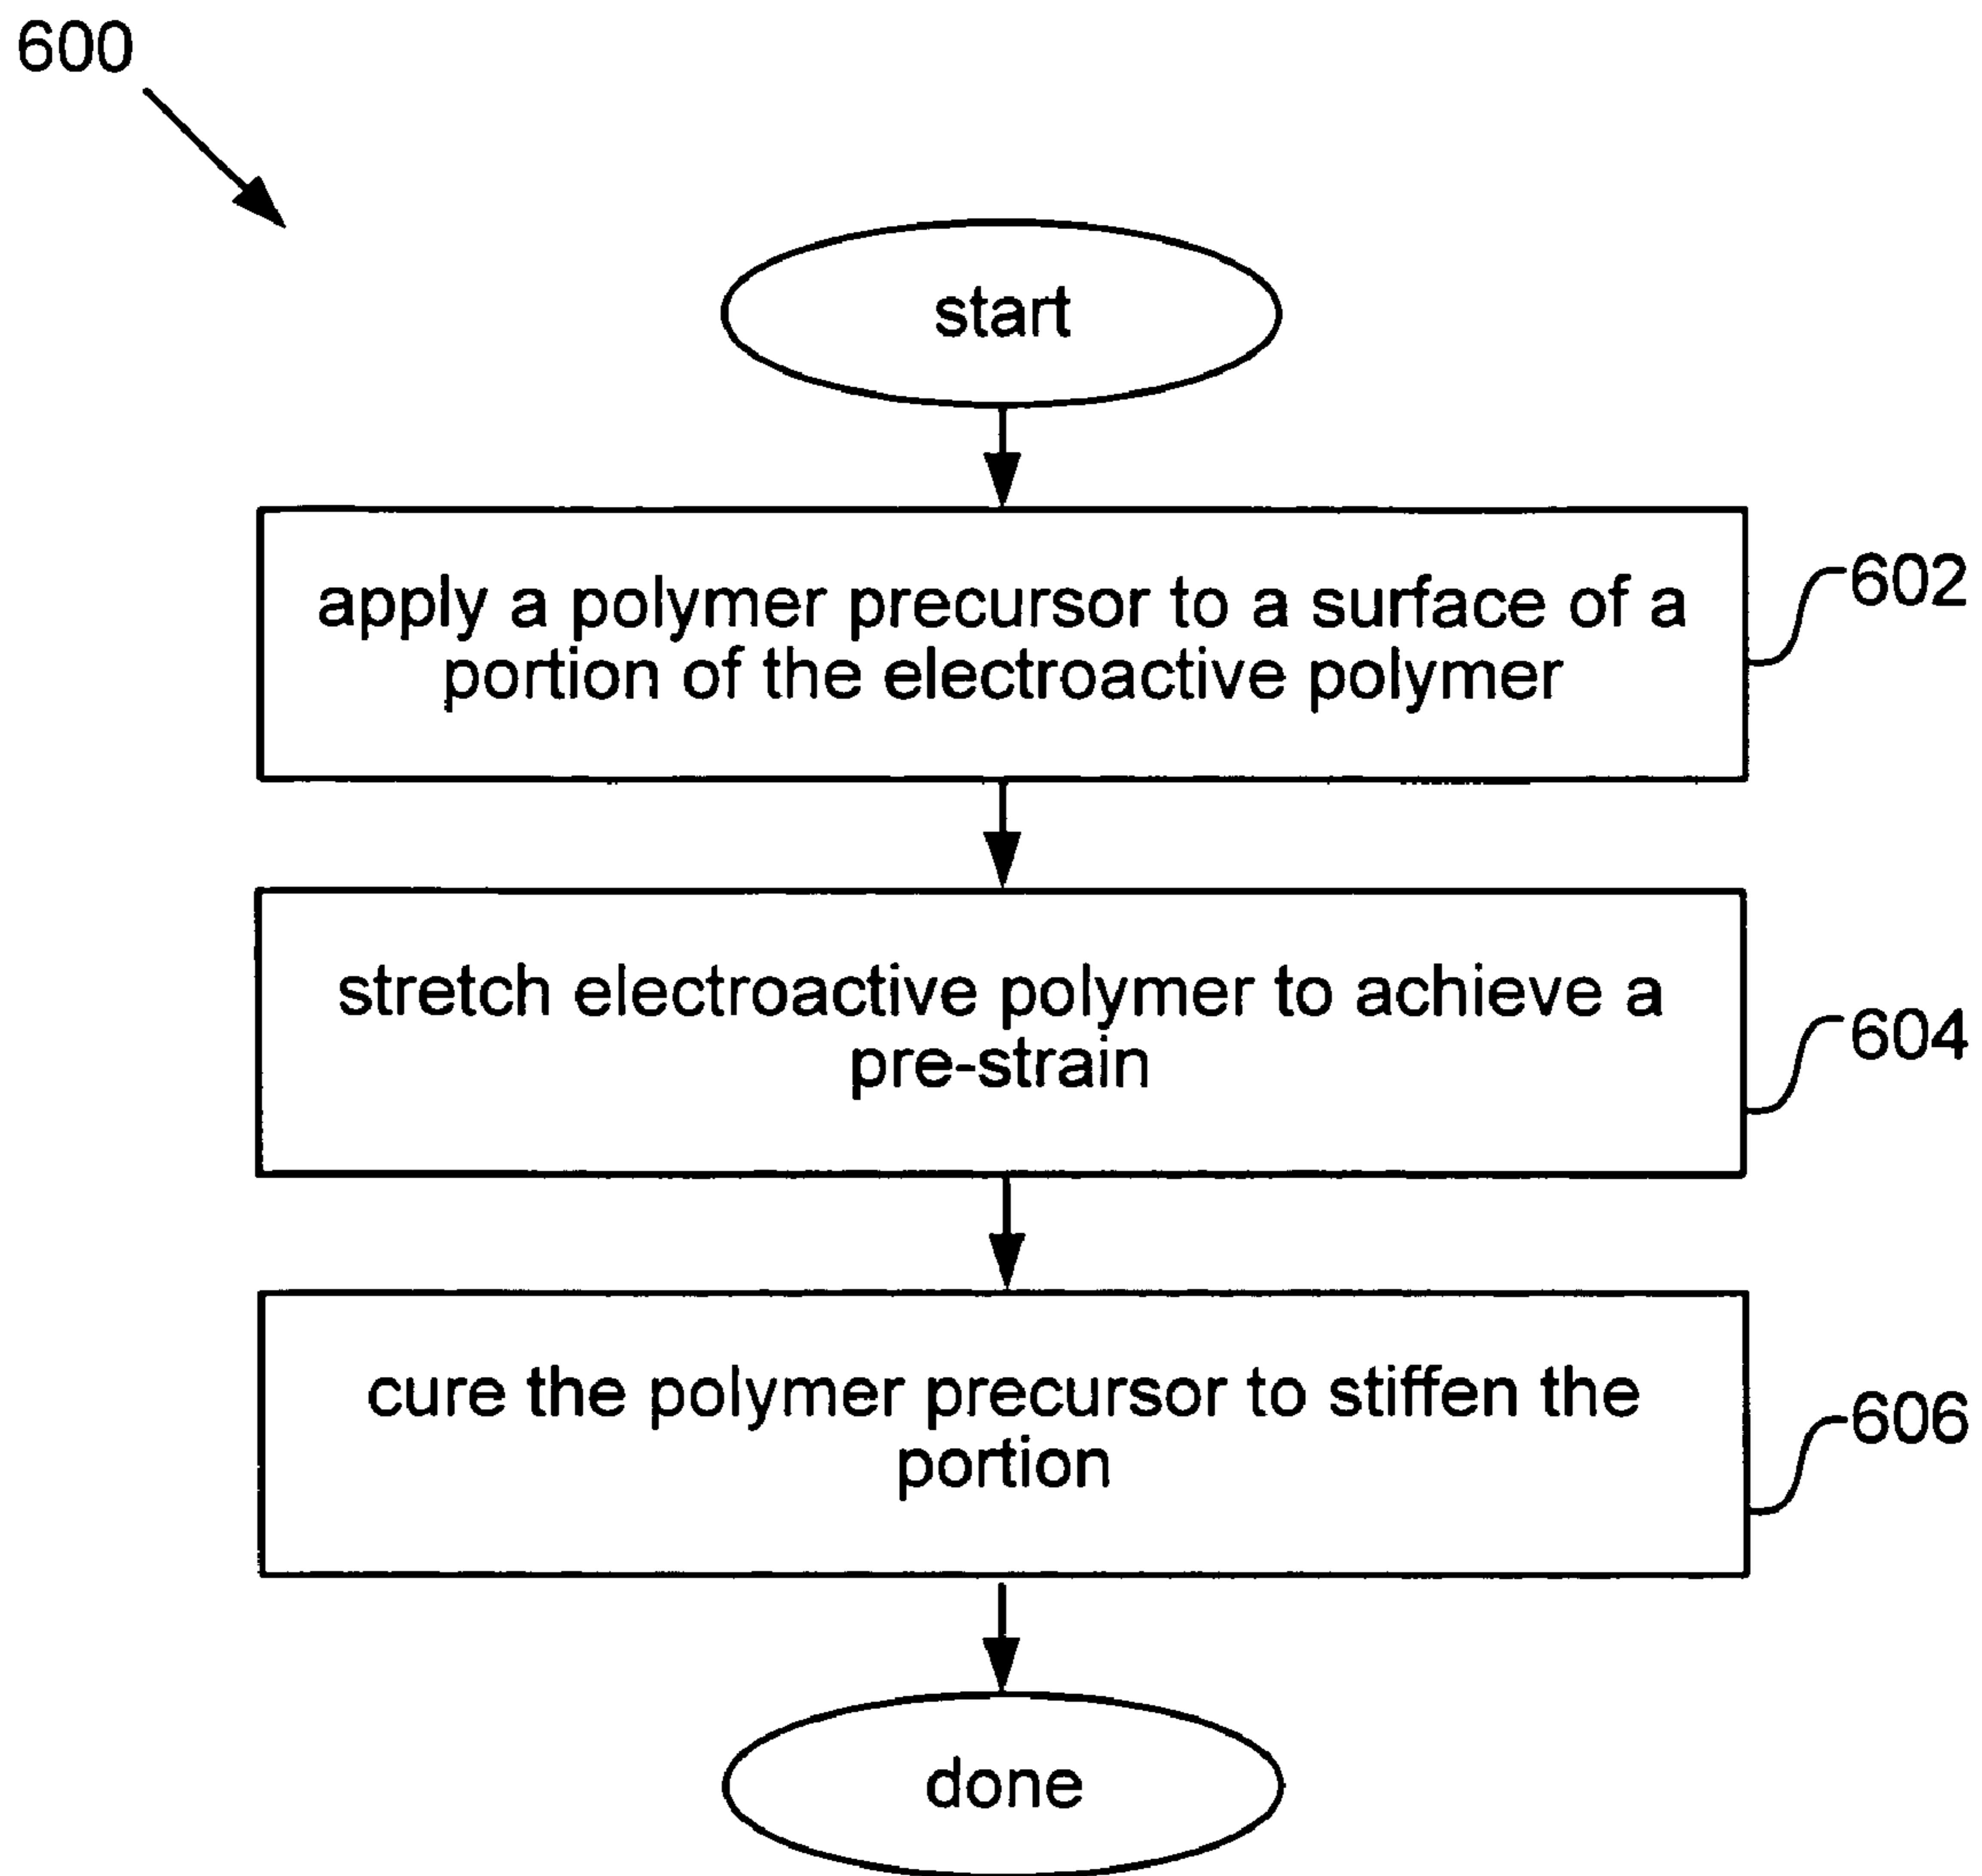 600
start
apply a polymer precursor to a surface of a
portion of the electroactive polymer
602
stretch electroactive polymer to achieve a
pre-strain
604
cure the polymer precursor to stiffen the
portion
606
done